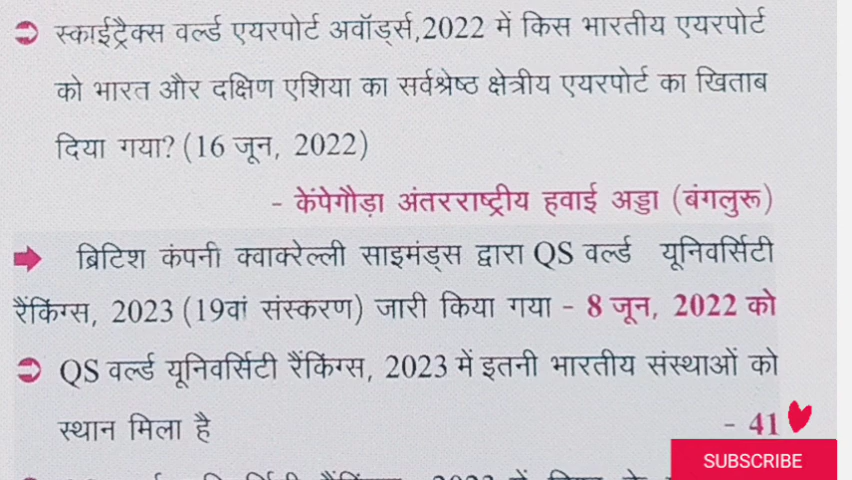 स्काईट्रैक्स वर्ल्ड एयरपोर्ट अवॉर्ड्स,2022 में किस भारतीय एयरपोर्ट
को भारत और दक्षिण एशिया का सर्वश्रेष्ठ क्षेत्रीय एयरपोर्ट का खिताब
दिया गया? (16 जून, 2022)
- केंपेगौड़ा अंतरराष्ट्रीय हवाई अड्डा (बंगलुरू)
ब्रिटिश कंपनी क्वाक्रेल्ली साइमंड्स द्वारा QS वर्ल्ड यूनिवर्सिटी
रैंकिंग्स, 2023 (19वां संस्करण) जारी किया गया - 8 जून, 2022 को
QS वर्ल्ड यूनिवर्सिटी रैंकिंग्स, 2023 में इतनी भारतीय संस्थाओं को
स्थान मिला है - 41
SUBSCRIBE